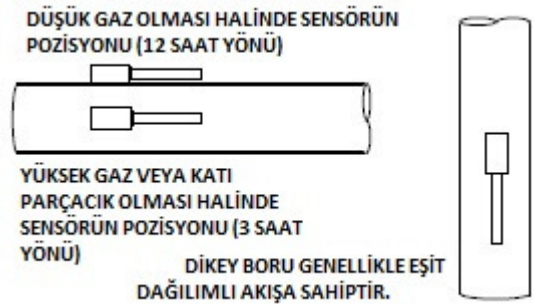 DÜŞÜK GAZ OLMASI HALİNDE SENSÖRÜN
POZİSYONU (12 SAAT YÖNÜ)
YÜKSEK GAZ VEYA KATI
PARÇACIK OLMASI HALİNDE
SENSÖRÜN POZİSYONU (3 SAAT
YÖNÜ)
DİKEY BORU GENELLİKLE EŞİT
DAĞILIMLI AKIŞA SAHİPTİR.